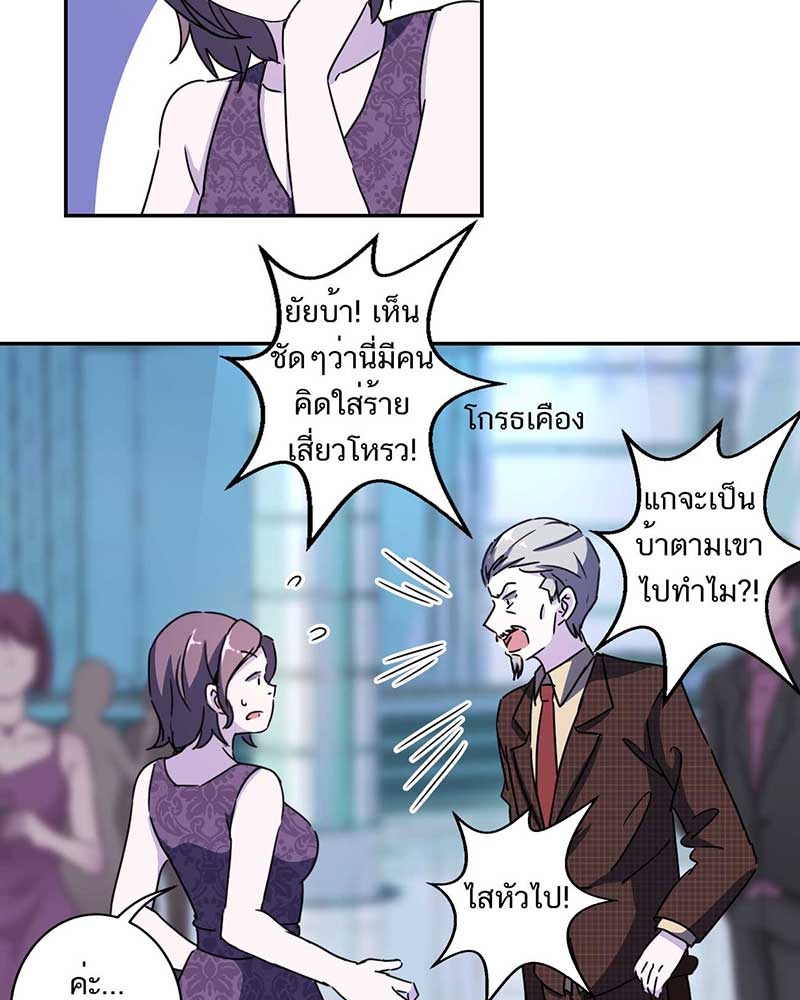 ยัยบ้า! เห็น
ชัดๆว่านี่มีคน
คิดใส่ร้าย
เสี่ยวโหรว!
โกรธเคือง
แกจะเป็น
บ้าตามเขา
ไปทำไม?!
ไสหัวไป!
ค่ะ...